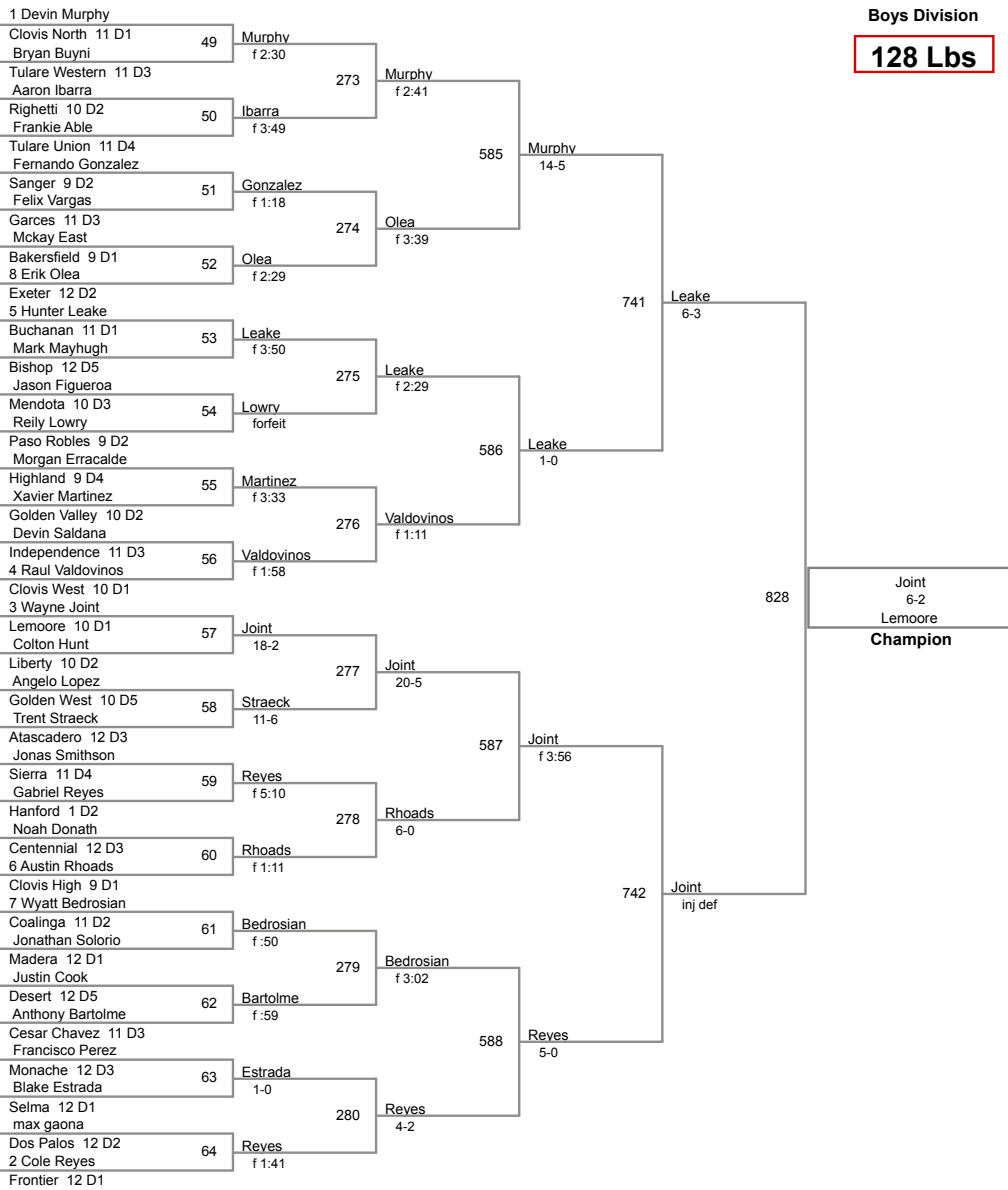 1 Devin Murphy
Clovis North 11 D1
Bryan Buyni
Tulare Western 11 D3
Aaron Ibarra
Righetti 10 D2
Frankie Able
Tulare Union 11 D4
Fernando Gonzalez
Sanger 9 D2
Felix Vargas
Garces 11 D3
Mckay East
Bakersfield 9 D1
8 Erik Olea
Exeter 12 D2
5 Hunter Leake
Buchanan 11 D1
Mark Mayhugh
Bishop 12 D5
Jason Figueroa
Mendota 10 D3
Reily Lowry
Paso Robles 9 D2
Morgan Erracalde
Highland 9 D4
Xavier Martinez
Golden Valley 10 D2
Devin Saldana
Independence 11 D3
4 Raul Valdovinos
Clovis West 10 D1
3 Wayne Joint
Lemoore 10 D1
Colton Hunt
Liberty 10 D2
Angelo Lopez
Golden West 10 D5
Trent Straeck
Atascadero 12 D3
Jonas Smithson
Sierra 11 D4
Gabriel Reyes
Hanford 1 D2
Noah Donath
Centennial 12 D3
6 Austin Rhoads
Clovis High 9 D1
7 Wyatt Bedrosian
Coalinga 11 D2
Jonathan Solorio
Madera 12 D1
Justin Cook
Desert 12 D5
Anthony Bartolme
Cesar Chavez 11 D3
Francisco Perez
Monache 12 D3
Blake Estrada
Selma 12 D1
max gaona
Dos Palos 12 D2
2 Cole Reyes
Frontier 12 D1
49
50
51
52
53
54
55
56
57
58
59
60
61
62
63
64
Murphy
f 2:30
Ibarra
f 3:49
Gonzalez
f 1:18
Olea
f 2:29
Leake
f 3:50
Lowry
forfeit
Martinez
f 3:33
Valdovinos
f 1:58
Joint
18-2
Straeck
11-6
Reyes
f 5:10
Rhoads
f 1:11
Bedrosian
f :50
Bartolme
f :59
Estrada
1-0
Reyes
f 1:41
273
274
275
276
277
278
279
280
Murphy
f 2:41
Olea
f 3:39
Leake
f 2:29
Valdovinos
f 1:11
Joint
20-5
Rhoads
6-0
Bedrosian
f 3:02
Reyes
4-2
585
586
587
588
Murphy
14-5
Leake
1-0
Joint
f 3:56
Reyes
5-0
741
742
Leake
6-3
Joint
inj def
828
Boys Division
128 Lbs
Joint
6-2
Lemoore
Champion